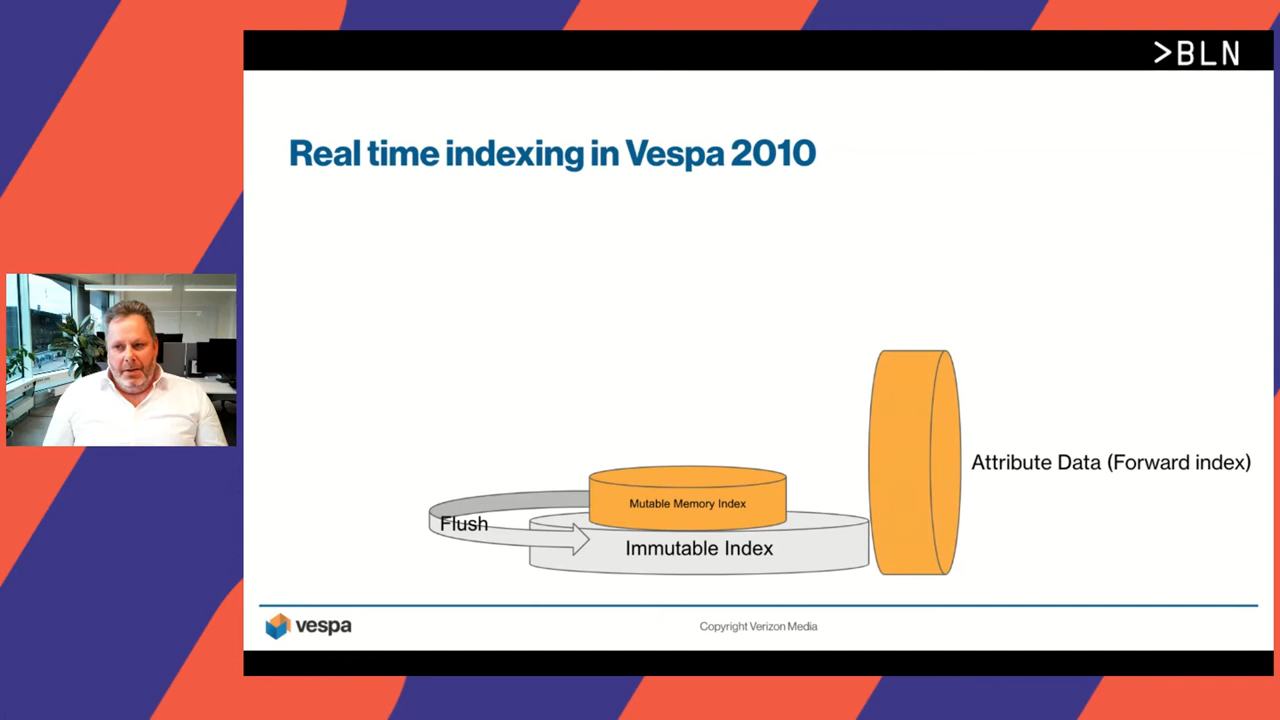 >BLN
Real time indexing in Vespa 2010
Attribute Data (Forward index)
Mutable Memory Index
Flush
Immutable Index
vespa
Copyright Verizon Media